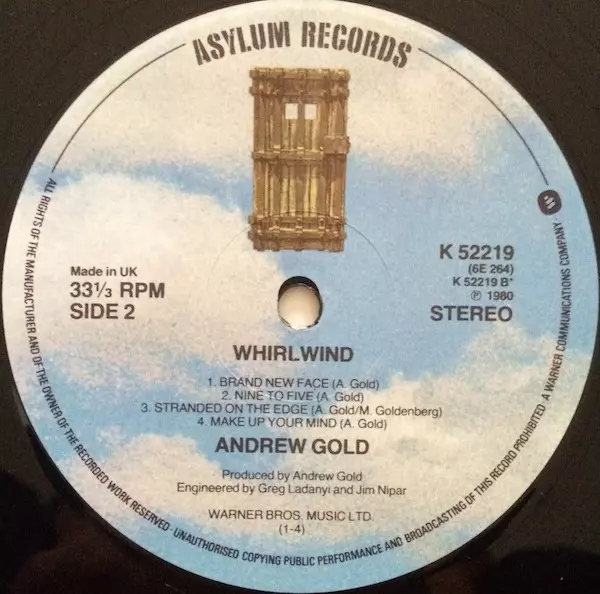 ASYLUM RECORDS
Made in UK
33⅓ RPM
SIDE 2
K 52219
(6E 264)
K 52219 B*
℗ 1980
STEREO
WHIRLWIND
1. BRAND NEW FACE (A. Gold)
2. NINE TO FIVE (A. Gold)
3. STRANDED ON THE EDGE (A. Gold/M. Goldenberg)
4. MAKE UP YOUR MIND (A. Gold)
ANDREW GOLD
Produced by Andrew Gold
Engineered by Greg Ladanyi and Jim Nipar
WARNER BROS. MUSIC LTD.
(1-4)
ALL RIGHTS OF THE MANUFACTURER AND OF THE OWNER OF THE RECORDED WORK RESERVED · UNAUTHORISED COPYING PUBLIC PERFORMANCE AND BROADCASTING OF THIS RECORD PROHIBITED · A WARNER COMMUNICATIONS COMPANY ·